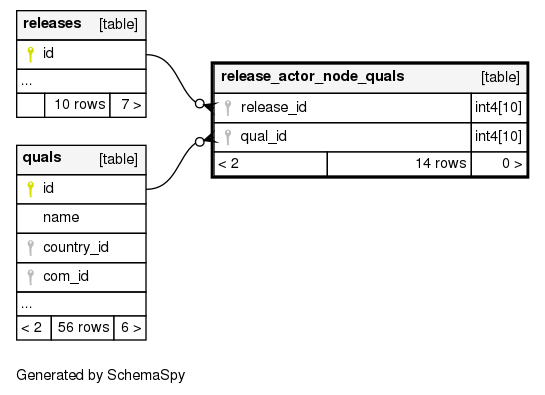 releases [table]
id
...
10 rows 7 >
release_actor_node_quals [table]
release_id int4[10]
qual_id int4[10]
< 2 14 rows 0 >
quals [table]
id
name
country_id
com_id
...
< 2 56 rows 6 >
Generated by SchemaSpy